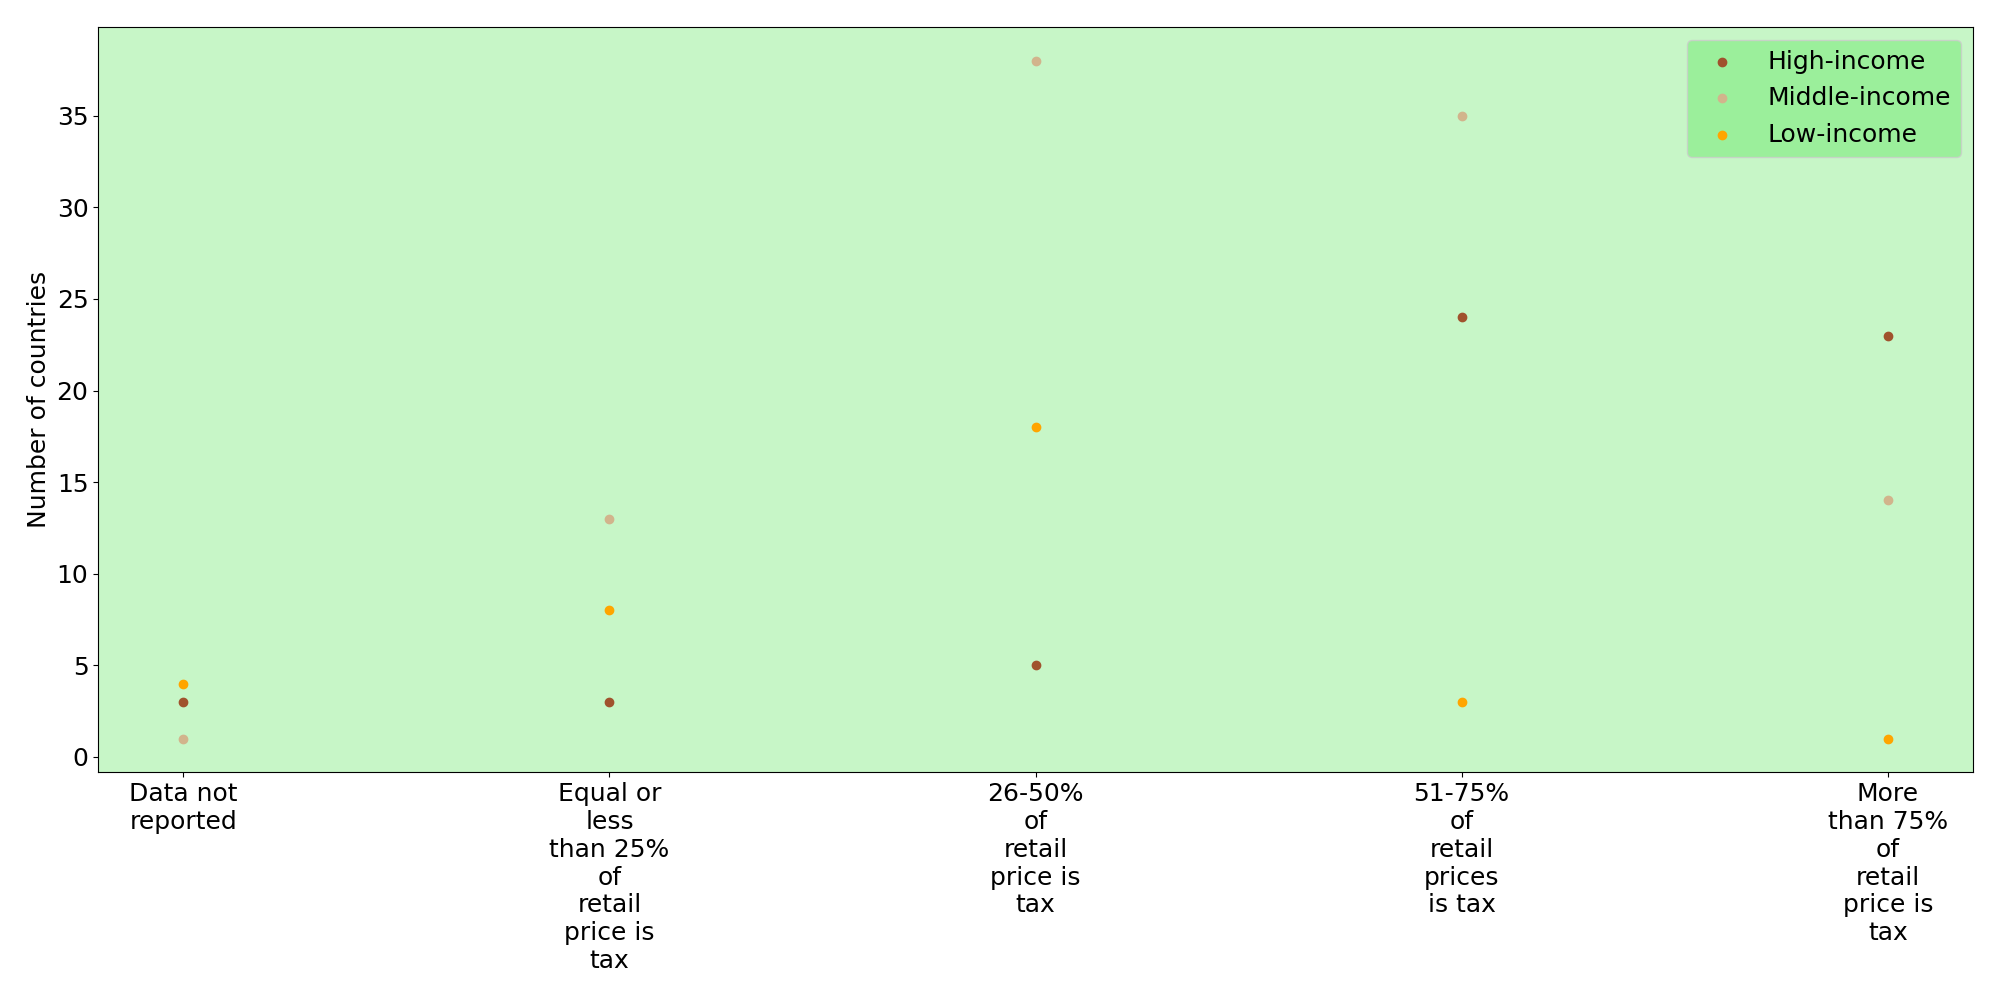 High-income
Middle-income
Low-income
Number of countries
35
30
25
20
15
10
5
0
Data not
reported
Equal or
less
than 25%
of
retail
price is
tax
26-50%
of
retail
price is
tax
51-75%
of
retail
prices
is tax
More
than 75%
of
retail
price is
tax